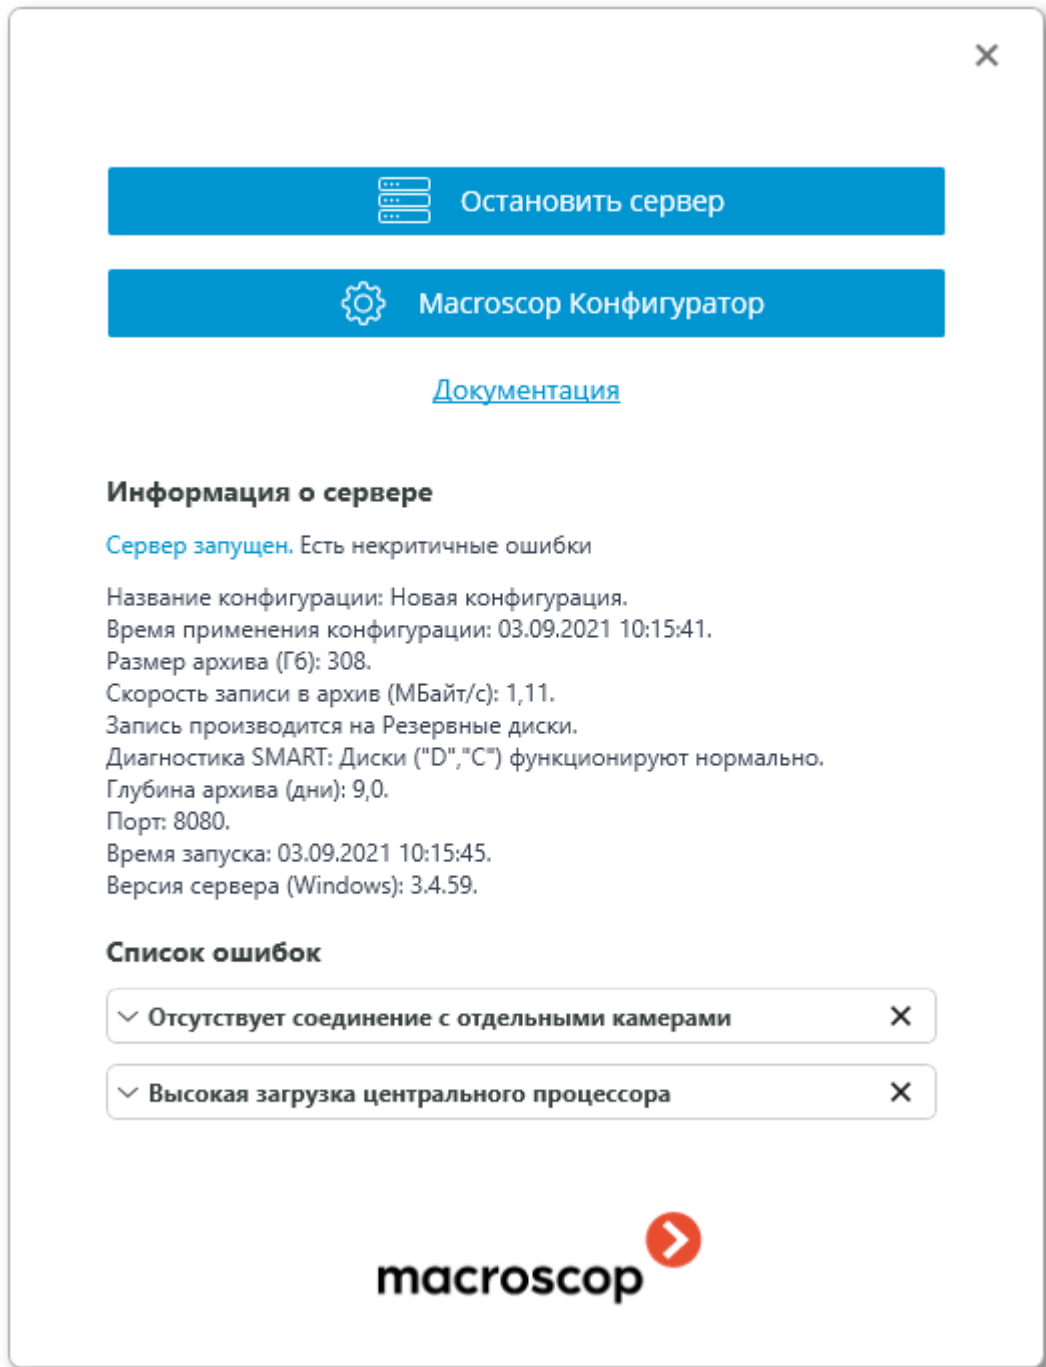 Остановить сервер
Macroscop Конфигуратор
Документация
Информация о сервере
Сервер запущен. Есть некритичные ошибки
Название конфигурации: Новая конфигурация.
Время применения конфигурации: 03.09.2021 10:15:41.
Размер архива (Гб): 308.
Скорость записи в архив (МБайт/с): 1,11.
Запись производится на Резервные диски.
Диагностика SMART: Диски ("D","C") функционируют нормально.
Глубина архива (дни): 9,0.
Порт: 8080.
Время запуска: 03.09.2021 10:15:45.
Версия сервера (Windows): 3.4.59.
Список ошибок
Отсутствует соединение с отдельными камерами
Высокая загрузка центрального процессора
macroscop